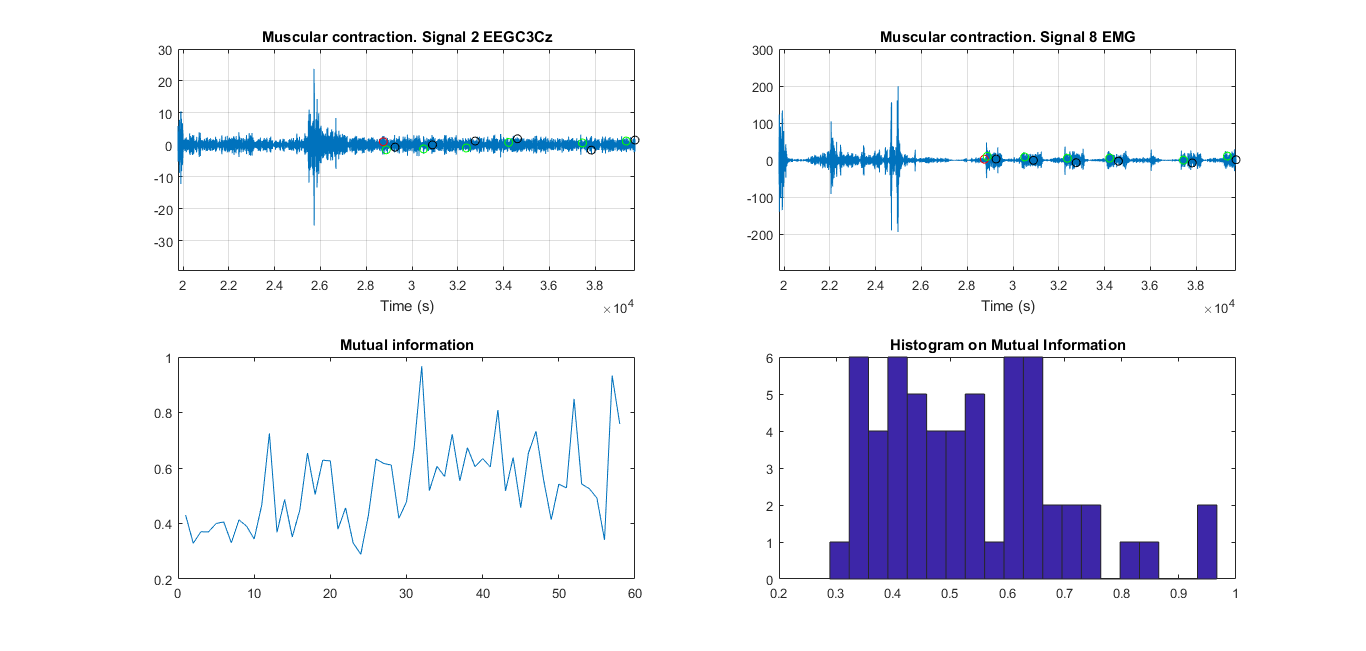 Muscular contraction. Signal 2 EEGC3Cz
30
20
10
0
-10
-20
-30
2 2.2 2.4 2.6 2.8 3 3.2 3.4 3.6 3.8
Time (s)
×10^4
Muscular contraction. Signal 8 EMG
300
200
100
0
-100
-200
2 2.2 2.4 2.6 2.8 3 3.2 3.4 3.6 3.8
Time (s)
×10^4
Mutual information
1
0.8
0.6
0.4
0.2
0 10 20 30 40 50 60
Histogram on Mutual Information
6
5
4
3
2
1
0
0.2 0.3 0.4 0.5 0.6 0.7 0.8 0.9 1